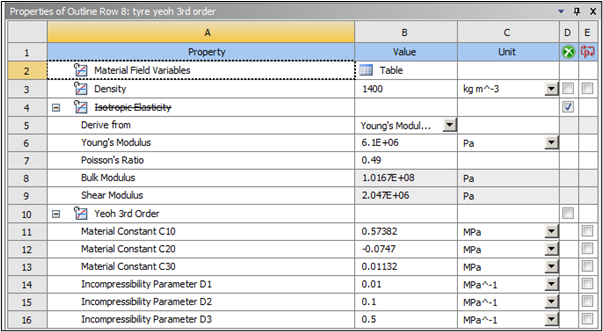 Properties of Outline Row 8: tyre yeoh 3rd order
A B C D E
1 Property Value Unit
2 Material Field Variables Table
3 Density 1400 kg m^-3
4 Isotropic Elasticity
5 Derive from Young's Modul...
6 Young's Modulus 6.1E+06 Pa
7 Poisson's Ratio 0.49
8 Bulk Modulus 1.0167E+08 Pa
9 Shear Modulus 2.047E+06 Pa
10 Yeoh 3rd Order
11 Material Constant C10 0.57382 MPa
12 Material Constant C20 -0.0747 MPa
13 Material Constant C30 0.01132 MPa
14 Incompressibility Parameter D1 0.01 MPa^-1
15 Incompressibility Parameter D2 0.1 MPa^-1
16 Incompressibility Parameter D3 0.5 MPa^-1